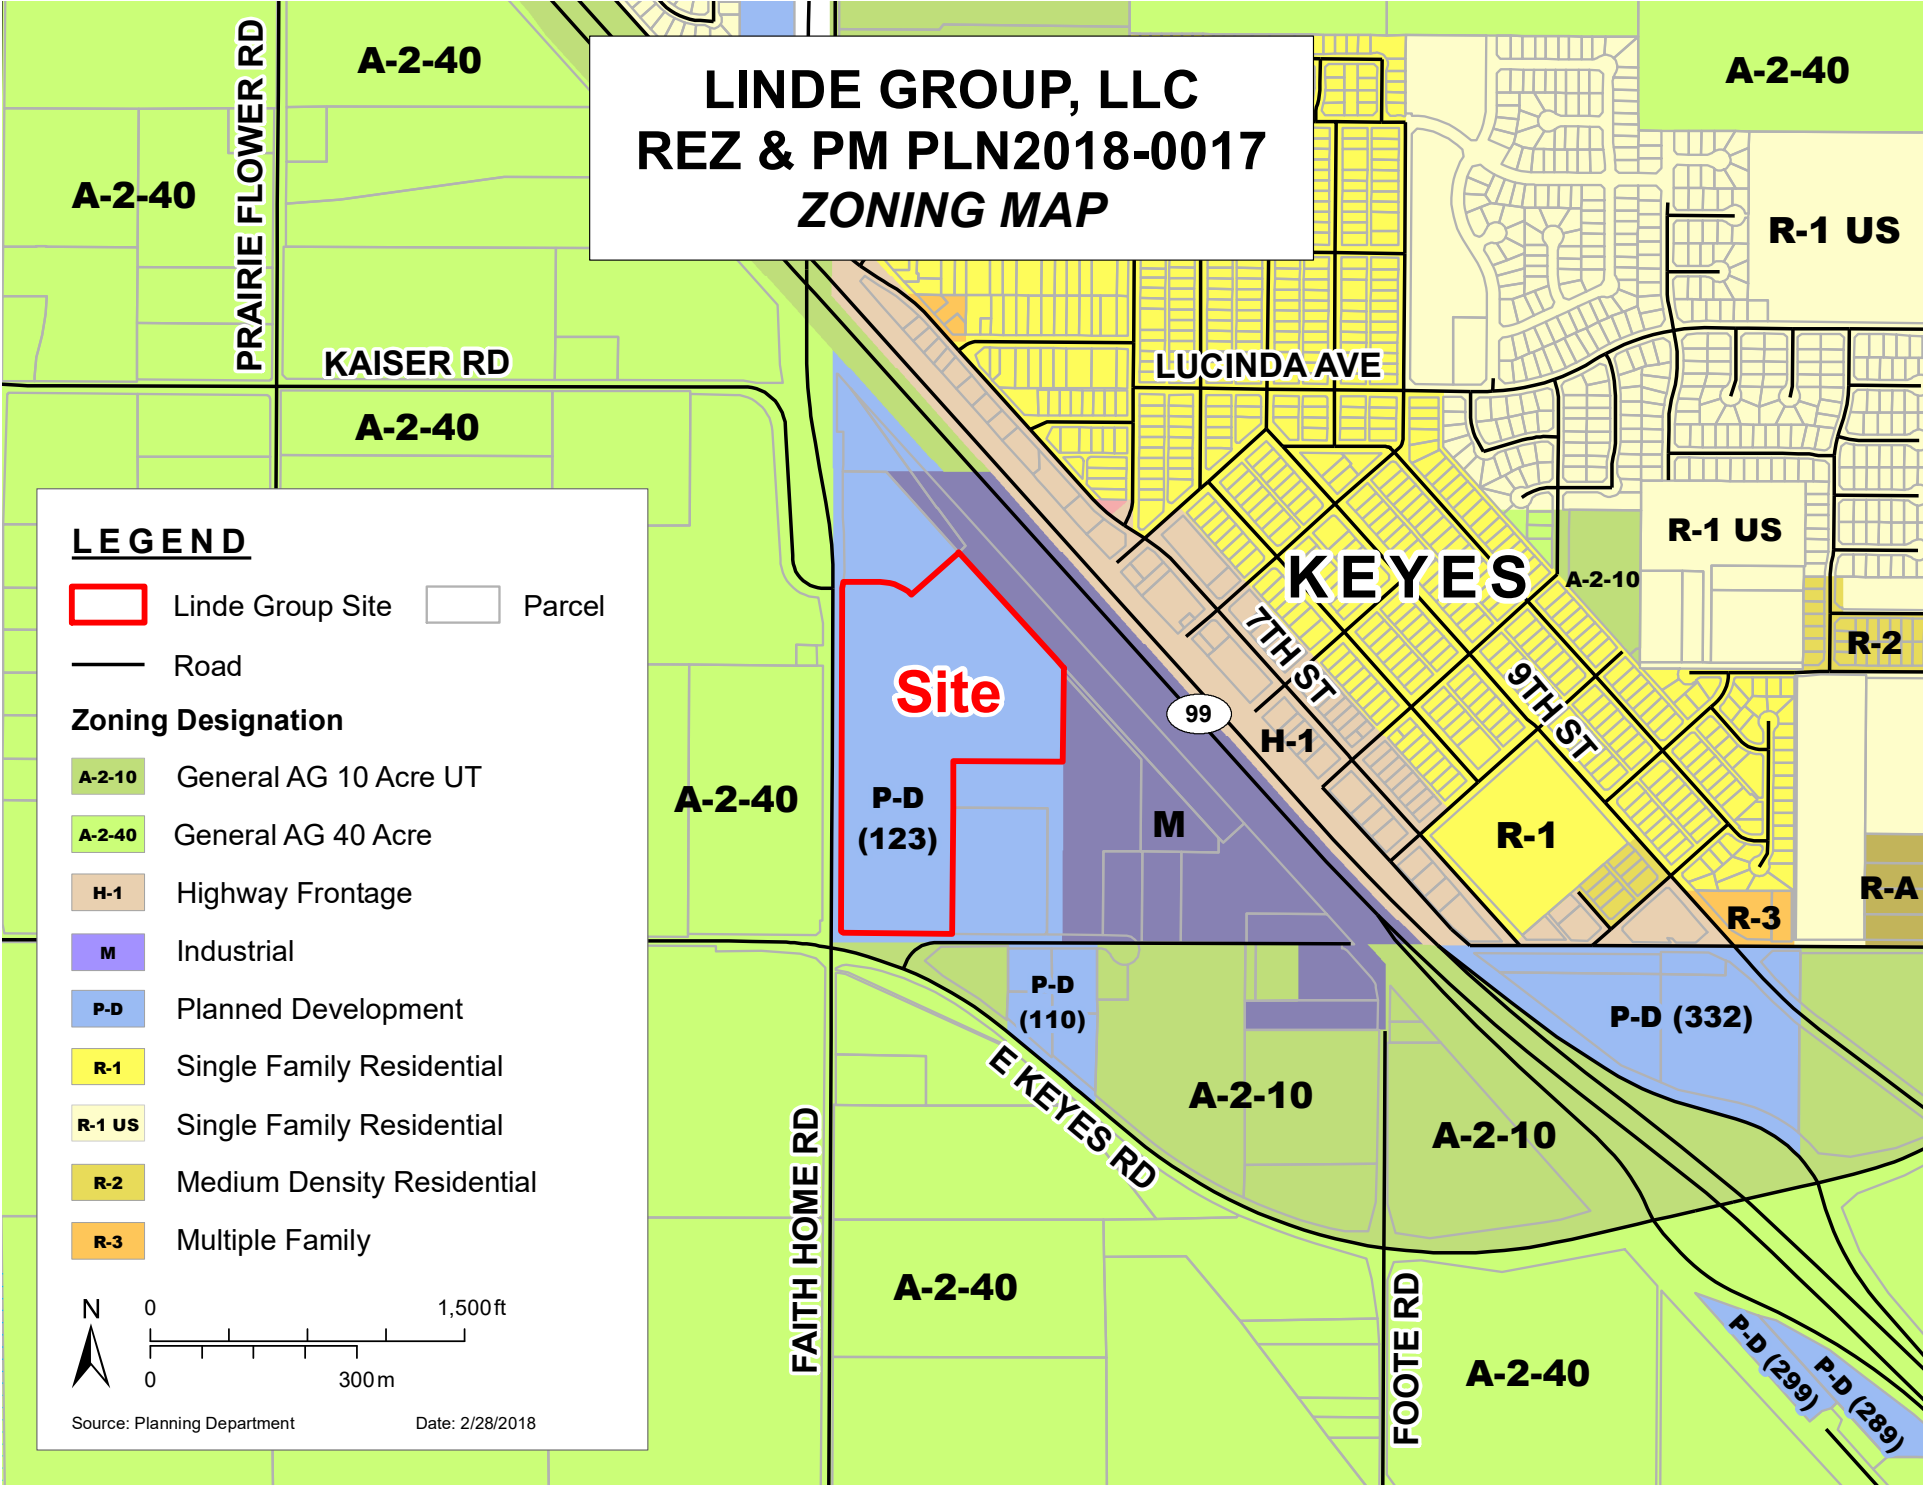 LINDE GROUP, LLC
REZ & PM PLN2018-0017
ZONING MAP
A-2-40
A-2-40
A-2-40
PRAIRIE FLOWER RD
R-1 US
KAISER RD
LUCINDA AVE
A-2-40
R-1 US
KEYES
A-2-10
R-2
7TH ST
9TH ST
Site
99
H-1
A-2-40
P-D
(123)
M
R-1
R-A
R-3
P-D
(110)
P-D (332)
E KEYES RD
A-2-10
A-2-10
FAITH HOME RD
A-2-40
FOOTE RD
A-2-40
P-D (299)
P-D (289)
LEGEND
Linde Group Site
Parcel
Road
Zoning Designation
A-2-10 General AG 10 Acre UT
A-2-40 General AG 40 Acre
H-1 Highway Frontage
M Industrial
P-D Planned Development
R-1 Single Family Residential
R-1 US Single Family Residential
R-2 Medium Density Residential
R-3 Multiple Family
N
0 1,500 ft
0 300 m
Source: Planning Department Date: 2/28/2018